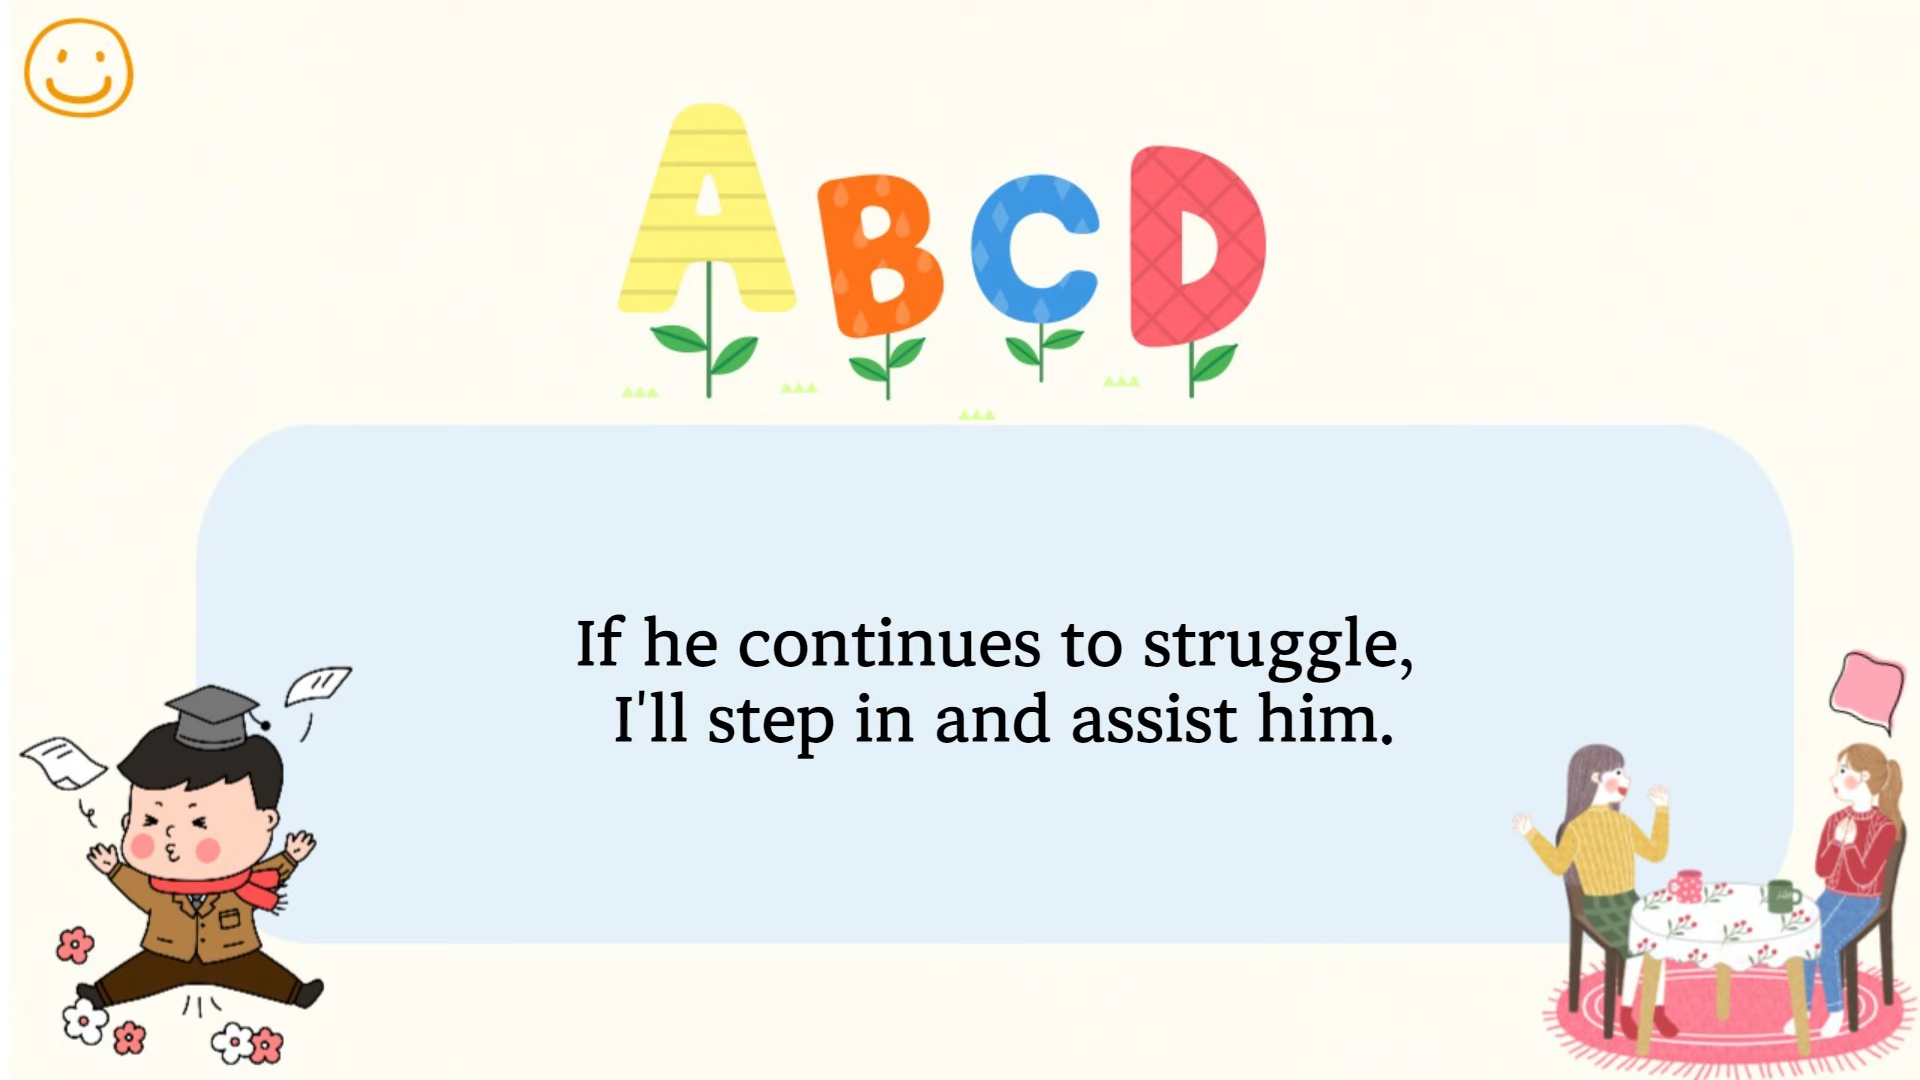 ABCD
If he continues to struggle,
I'll step in and assist him.